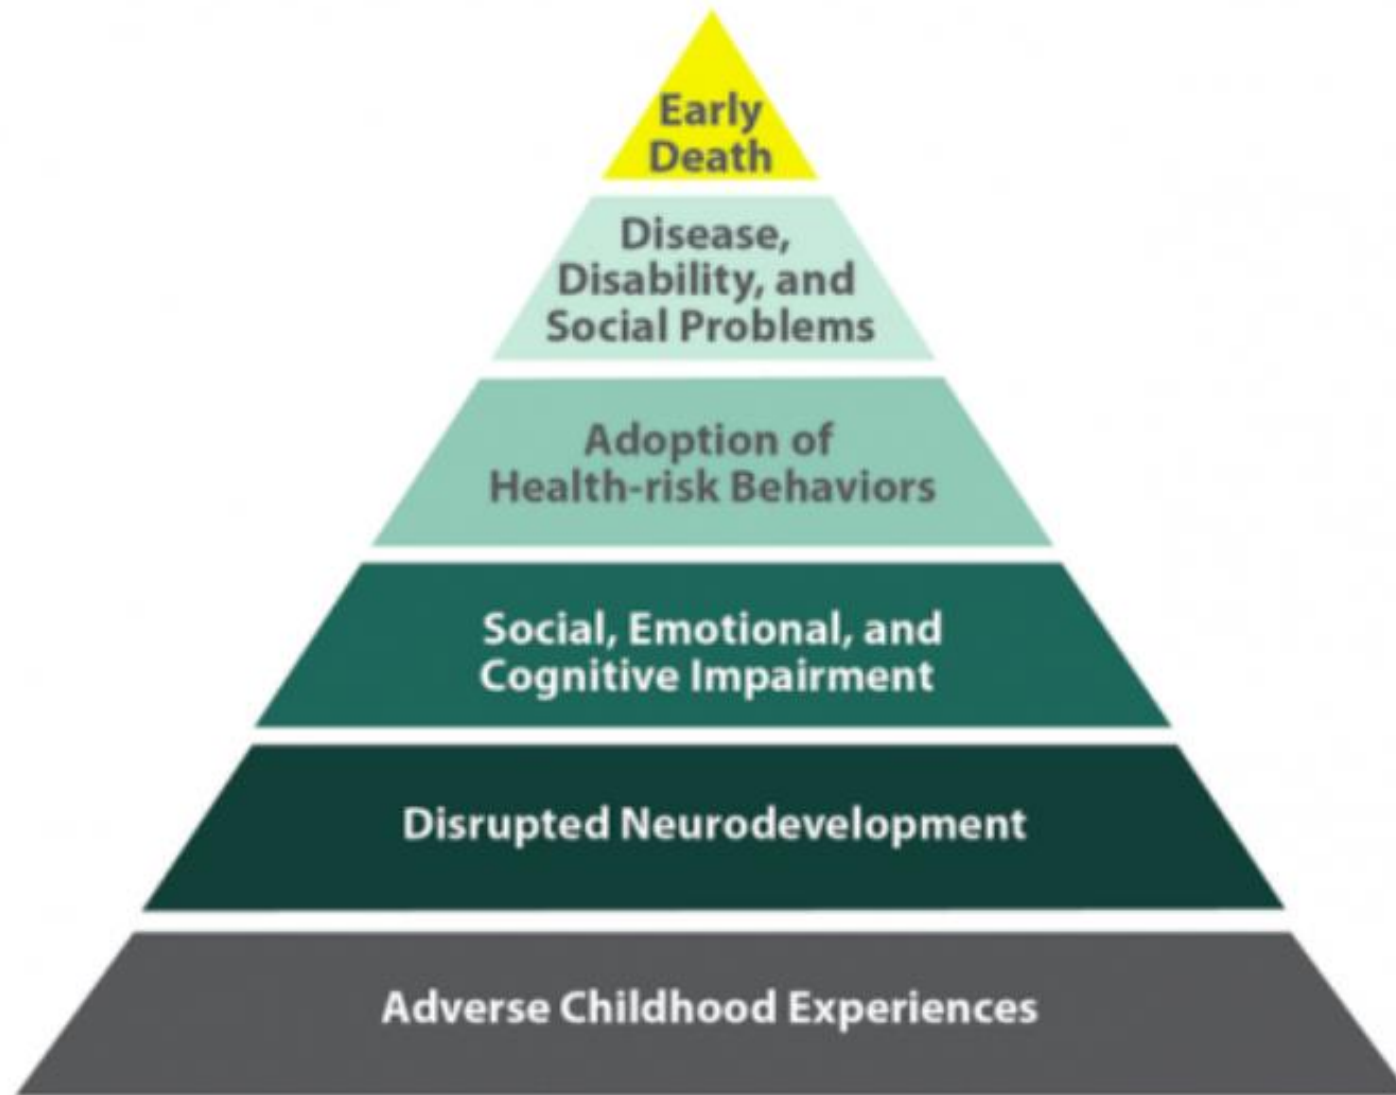 Early
Death
Disease,
Disability, and
Social Problems
Adoption of
Health-risk Behaviors
Social, Emotional, and
Cognitive Impairment
Disrupted Neurodevelopment
Adverse Childhood Experiences